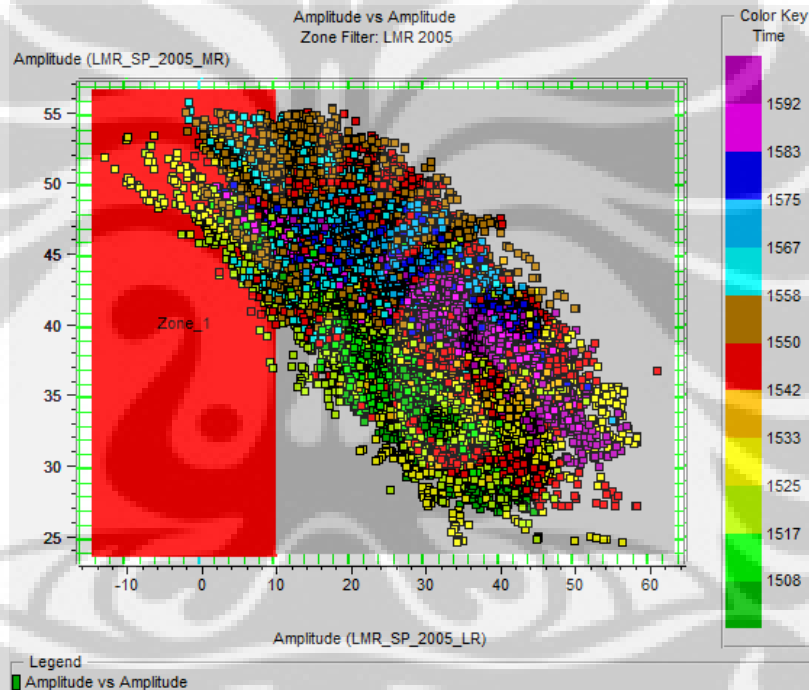 Amplitude vs Amplitude
Zone Filter: LMR 2005
Amplitude (LMR_SP_2005_MR)
Color Key
Time
55
50
45
40
35
30
25
Zone_1
1592
1583
1575
1567
1558
1550
1542
1533
1525
1517
1508
-10 0 10 20 30 40 50 60
Amplitude (LMR_SP_2005_LR)
Legend
Amplitude vs Amplitude